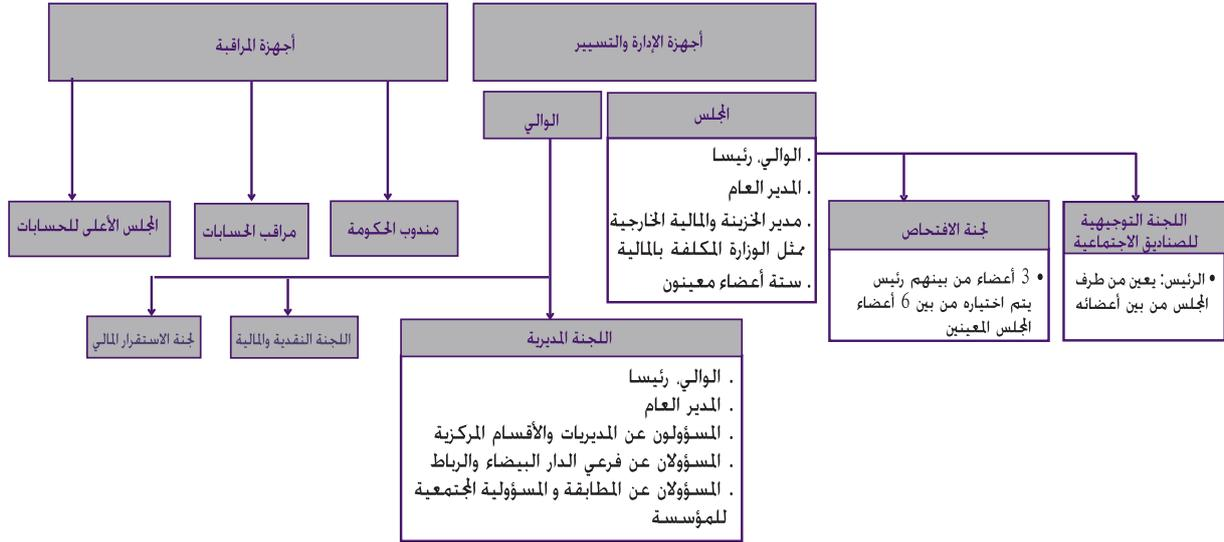 أجهزة الإدارة والتسيير
أجهزة المراقبة
المجلس
. الوالي، رئيسا
. المدير العام
. مدير الخزينة والمالية الخارجية
ممثل الوزارة المكلفة بالمالية
. ستة أعضاء معينون
الوالي
اللجنة التوجيهية
للصناديق الاجتماعية
• الرئيس: يعين من طرف
المجلس من بين أعضائه
لجنة الافتحاص
• 3 أعضاء من بينهم رئيس
يتم اختياره من بين 6 أعضاء
المجلس المعينين
مندوب الحكومة
مراقب الحسابات
المجلس الأعلى للحسابات
اللجنة المديرية
. الوالي، رئيسا
. المدير العام
. المسؤولون عن المديريات والأقسام المركزية
. المسؤولان عن فرعي الدار البيضاء والرباط
. المسؤولان عن المطابقة و المسؤولية المجتمعية
للمؤسسة
اللجنة النقدية والمالية
لجنة الاستقرار المالي